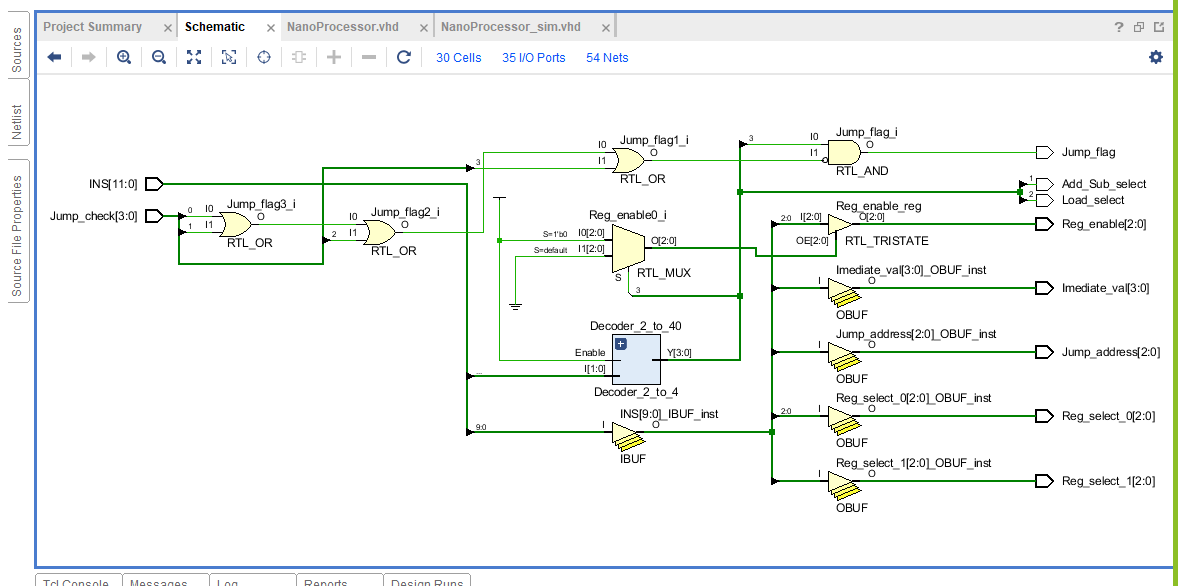 Project Summary × Schematic × NanoProcessor.vhd × NanoProcessor_sim.vhd ×
?
30 Cells 35 I/O Ports 54 Nets
Sources
Netlist
Source File Properties
INS[11:0]
Jump_check[3:0]
0 I0 Jump_flag3_i
1 I1 O
RTL_OR
I0 Jump_flag2_i
2 I1 O
RTL_OR
3
I0 Jump_flag1_i
I1 O
RTL_OR
3 I0 Jump_flag_i
I1 O
RTL_AND
Jump_flag
1 Add_Sub_select
2 Load_select
Reg_enable0_i
S=1'b0 I0[2:0]
S=default I1[2:0]
O[2:0]
S RTL_MUX
3
Reg_enable_reg
2:0 I[2:0] O[2:0]
OE[2:0] RTL_TRISTATE
Reg_enable[2:0]
Imediate_val[3:0]_OBUF_inst
I O
OBUF
Imediate_val[3:0]
Decoder_2_to_40
Enable
I[1:0]
Y[3:0]
Decoder_2_to_4
...
Jump_address[2:0]_OBUF_inst
I O
OBUF
Jump_address[2:0]
9:0 INS[9:0]_IBUF_inst
I O
IBUF
Reg_select_0[2:0]_OBUF_inst
2:0 I O
OBUF
Reg_select_0[2:0]
Reg_select_1[2:0]_OBUF_inst
I O
OBUF
Reg_select_1[2:0]
Tcl Console Messages Log Reports Design Runs